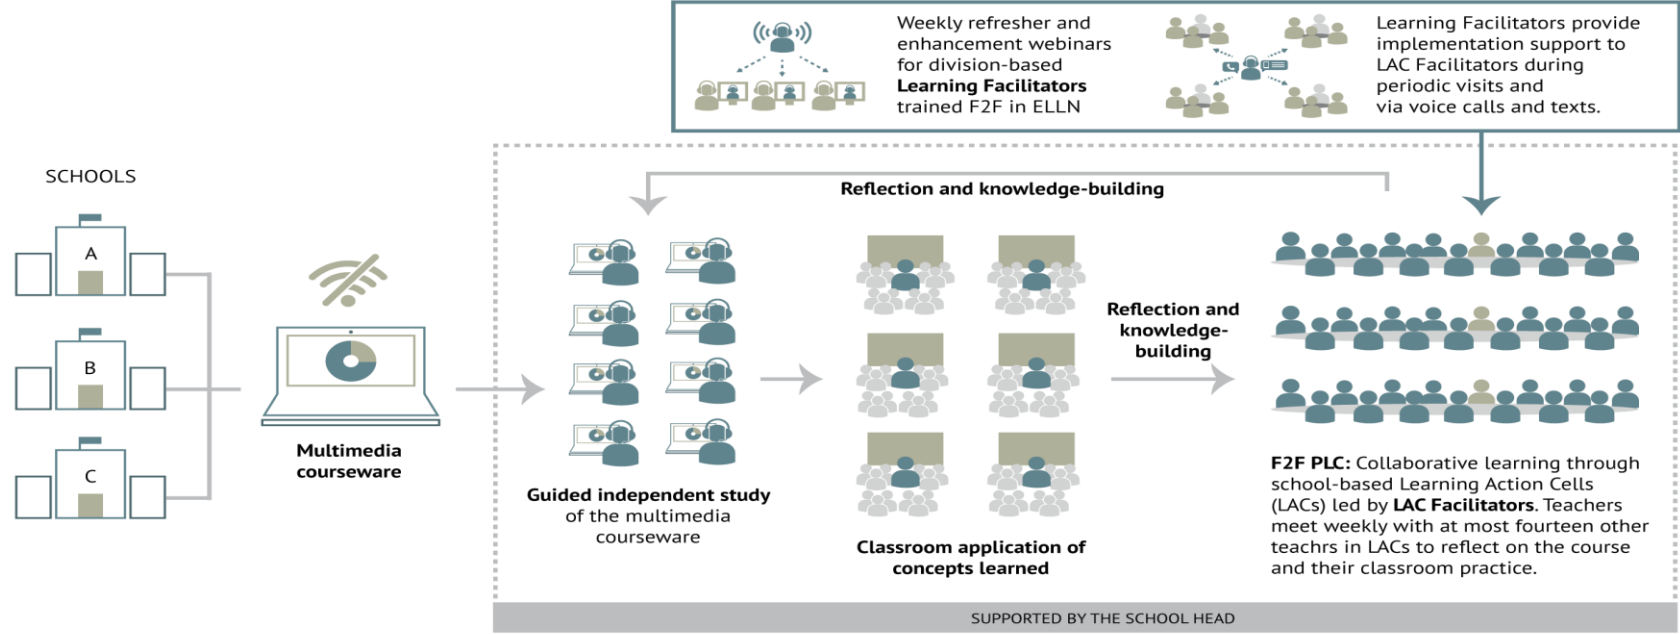 Weekly refresher and
enhancement webinars
for division-based
Learning Facilitators
trained F2F in ELLN
Learning Facilitators provide
implementation support to
LAC Facilitators during
periodic visits and
via voice calls and texts.
SCHOOLS
A
B
C
Multimedia
courseware
Reflection and knowledge-building
Guided independent study
of the multimedia
courseware
Classroom application of
concepts learned
Reflection and
knowledge-
building
F2F PLC: Collaborative learning through
school-based Learning Action Cells
(LACs) led by LAC Facilitators. Teachers
meet weekly with at most fourteen other
teachrs in LACs to reflect on the course
and their classroom practice.
SUPPORTED BY THE SCHOOL HEAD